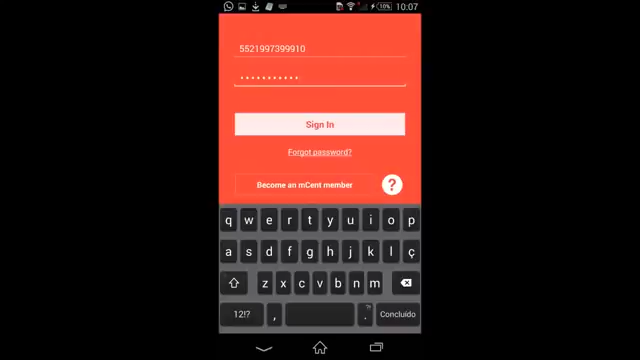 10%
10:07
5521997399910
Sign In
Forgot password?
Become an mCent member
?
q w e r t y u i o p
a s d f g h j k l ç
z x c v b n m
12!? , . ?! Concluído